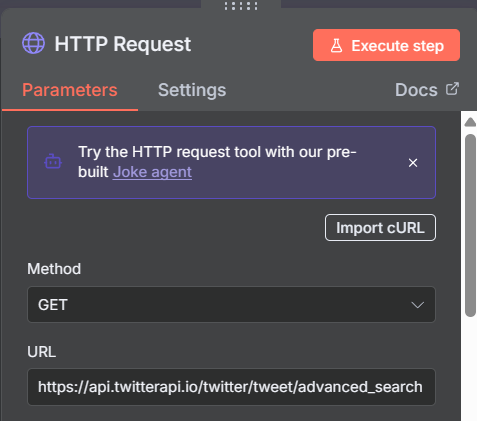 HTTP Request
Execute step
Parameters
Settings
Docs
Try the HTTP request tool with our pre-
built Joke agent
Import cURL
Method
GET
URL
https://api.twitterapi.io/twitter/tweet/advanced_search